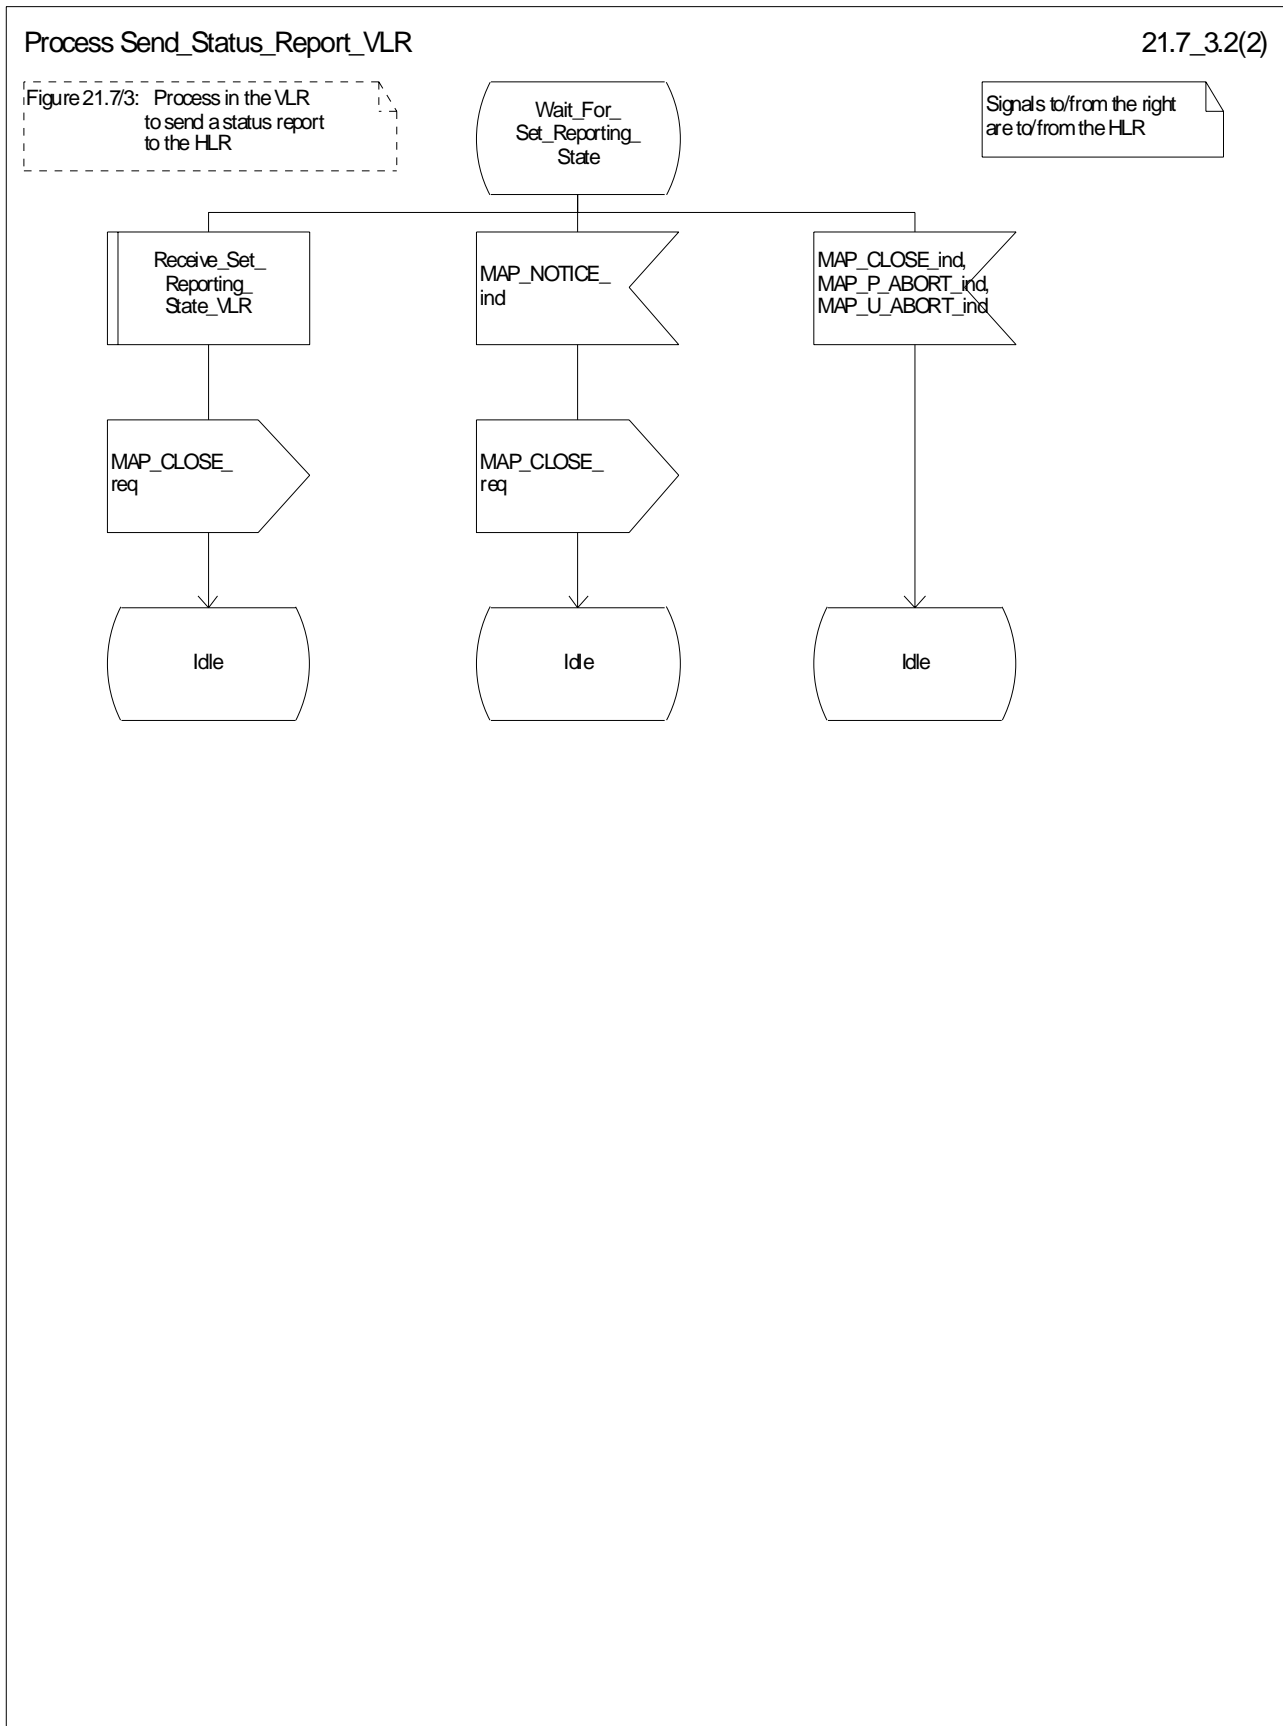 Process Send_Status_Report_VLR
21.7_3.2(2)
Figure 21.7/3: Process in the VLR
to send a status report
to the HLR
Wait_For_
Set_Reporting_
State
Signals to/from the right
are to/from the HLR
Receive_Set_
Reporting_
State_VLR
MAP_NOTICE_
ind
MAP_CLOSE_ind,
MAP_P_ABORT_ind,
MAP_U_ABORT_ind
MAP_CLOSE_
req
MAP_CLOSE_
req
Idle
Idle
Idle